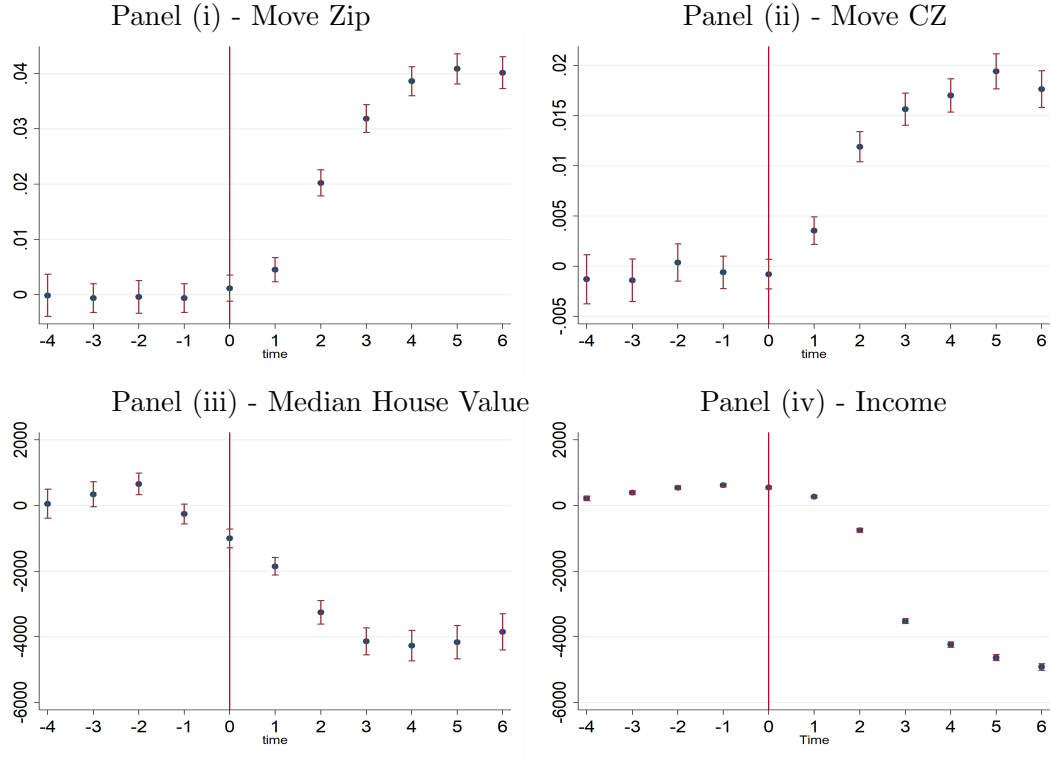 Panel (i) - Move Zip
.04
.03
.02
.01
0
-4 -3 -2 -1 0 1 2 3 4 5 6
time
Panel (ii) - Move CZ
.02
.015
.01
.005
0
-.005
-4 -3 -2 -1 0 1 2 3 4 5 6
time
Panel (iii) - Median House Value
2000
0
-2000
-4000
-6000
-4 -3 -2 -1 0 1 2 3 4 5 6
time
Panel (iv) - Income
2000
0
-2000
-4000
-6000
-4 -3 -2 -1 0 1 2 3 4 5 6
Time